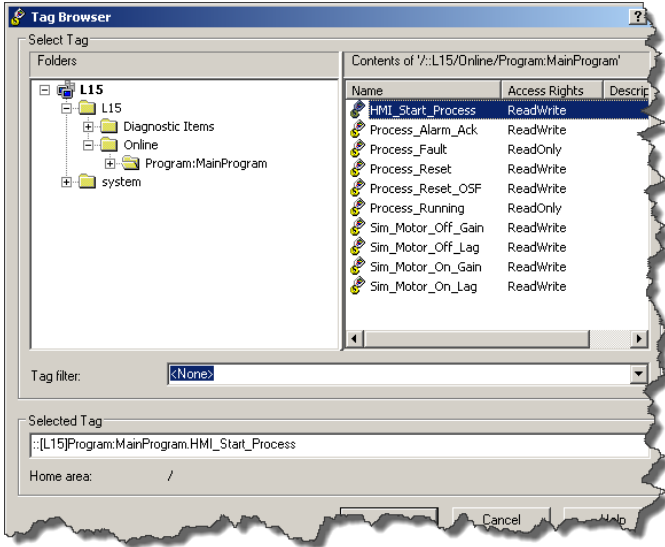 Tag Browser
?
Select Tag
Folders
Contents of '/::L15/Online/Program:MainProgram'
L15
L15
Diagnostic Items
Online
Program:MainProgram
system
Name Access Rights Descrip
HMI_Start_Process ReadWrite
Process_Alarm_Ack ReadWrite
Process_Fault ReadOnly
Process_Reset ReadWrite
Process_Reset_OSF ReadWrite
Process_Running ReadOnly
Sim_Motor_Off_Gain ReadWrite
Sim_Motor_Off_Lag ReadWrite
Sim_Motor_On_Gain ReadWrite
Sim_Motor_On_Lag ReadWrite
Tag filter: <None>
Selected Tag
::[L15]Program:MainProgram.HMI_Start_Process
Home area: /
Cancel Help